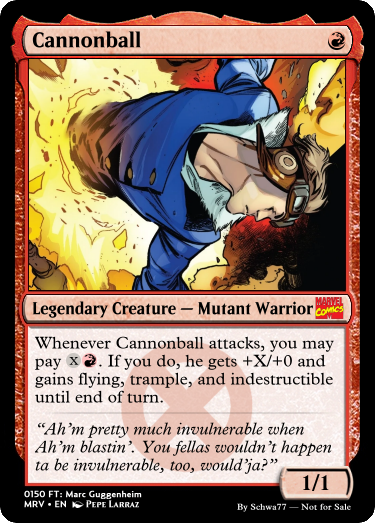 Cannonball
Legendary Creature — Mutant Warrior
MARVEL
COMICS
Whenever Cannonball attacks, you may
pay X R. If you do, he gets +X/+0 and
gains flying, trample, and indestructible
until end of turn.
“Ah’m pretty much invulnerable when
Ah’m blastin’. You fellas wouldn’t happen
ta be invulnerable, too, would’ja?”
1/1
0150 FT: Marc Guggenheim
MRV • EN Pepe Larraz
By Schwa77 — Not for Sale